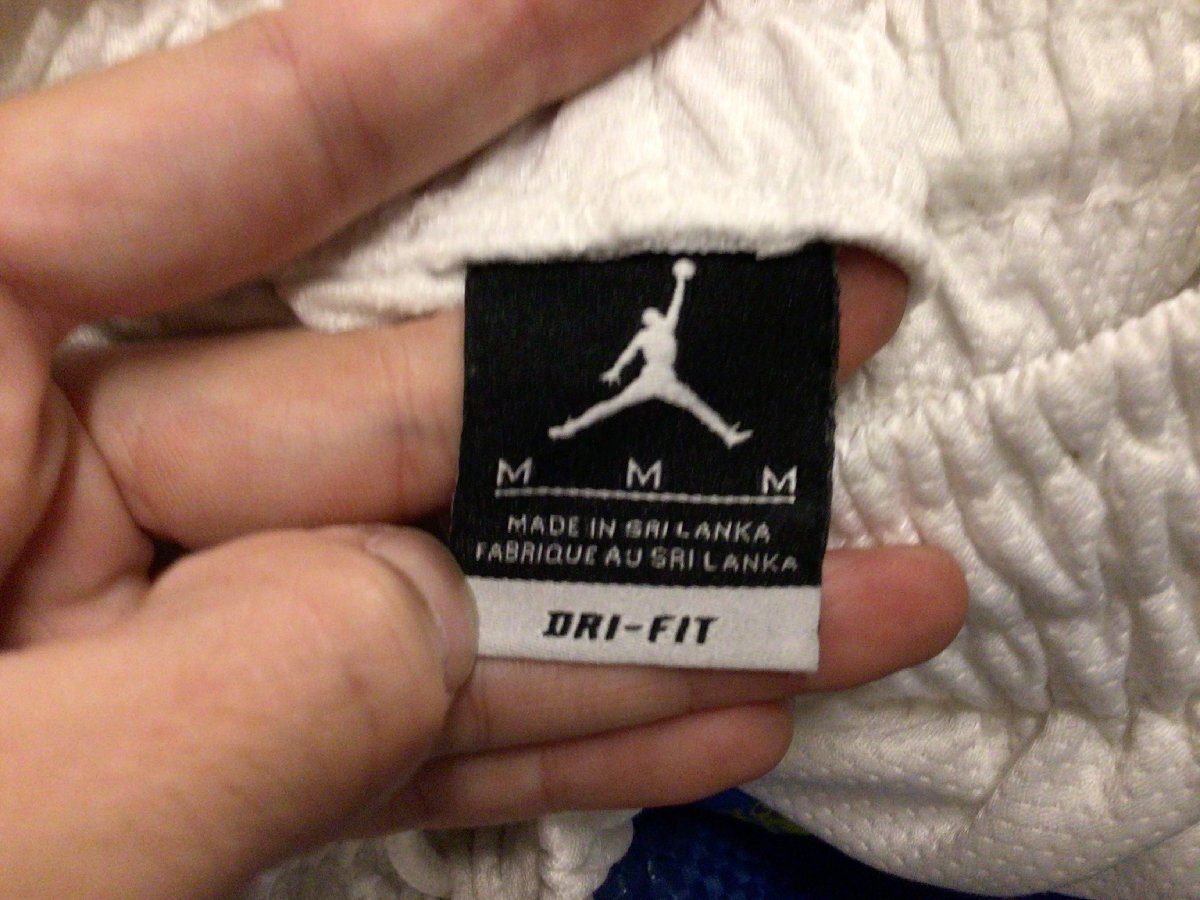 M M M
MADE IN SRI LANKA
FABRIQUE AU SRI LANKA
DRI-FIT